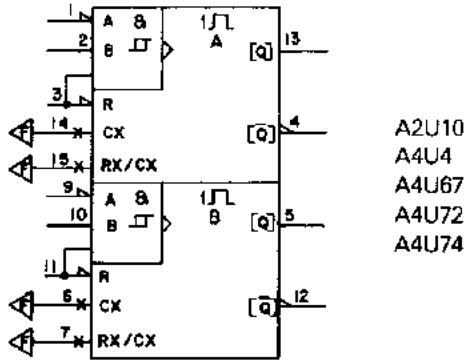 1 A & 1 13
2 B A [Q]
3 R 4
14 CX [Q̅]
F
15 RX/CX
F
9 A & 1
10 B B [Q] 5
11 R
6 CX [Q̅] 12
F
7 RX/CX
F
A2U10
A4U4
A4U67
A4U72
A4U74